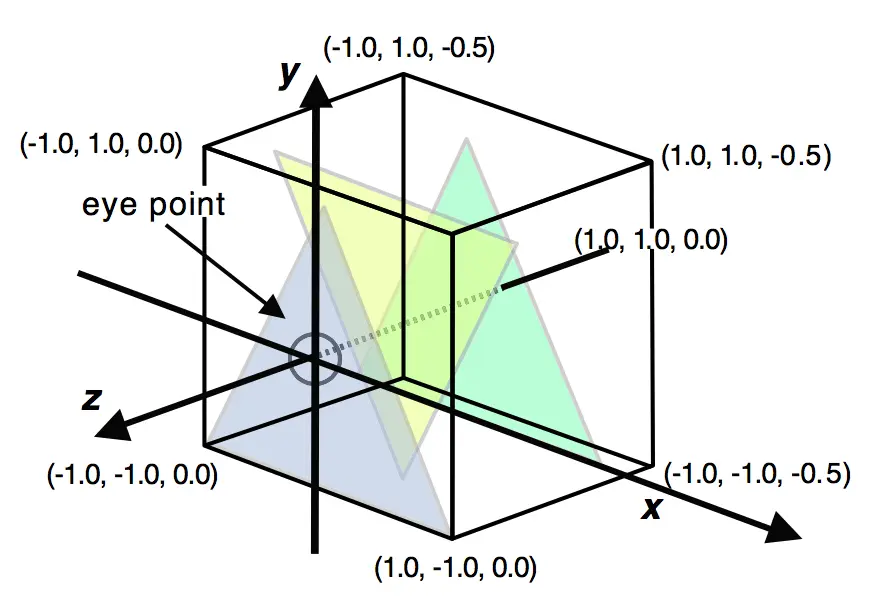 (-1.0, 1.0, -0.5)
y
(-1.0, 1.0, 0.0)
(1.0, 1.0, -0.5)
eye point
(1.0, 1.0, 0.0)
z
(-1.0, -1.0, 0.0)
(-1.0, -1.0, -0.5)
x
(1.0, -1.0, 0.0)